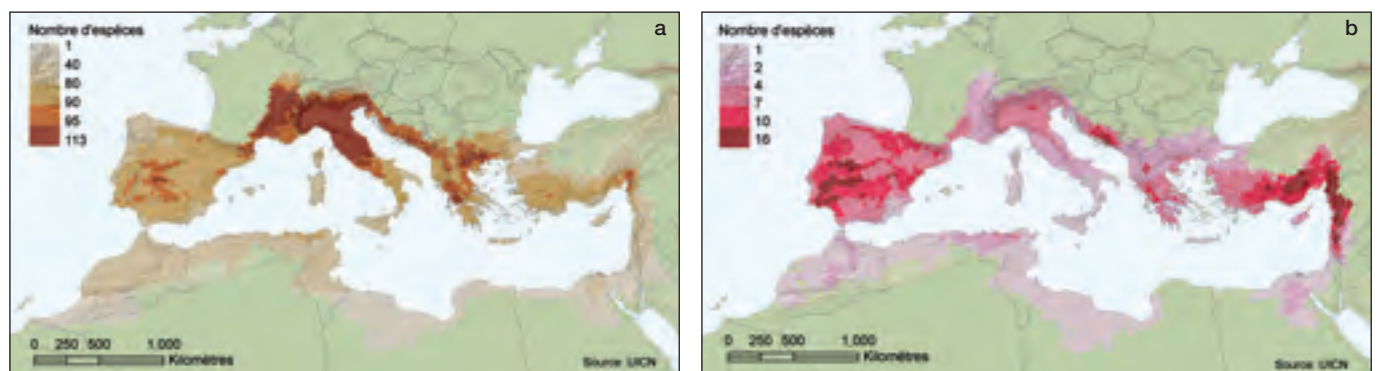 a
Nombre d'espèces
1
40
80
90
95
113
0 250 500 1,000
Kilomètres
Source: UICN
b
Nombre d'espèces
1
2
4
7
10
16
0 250 500 1,000
Kilomètres
Source: UICN